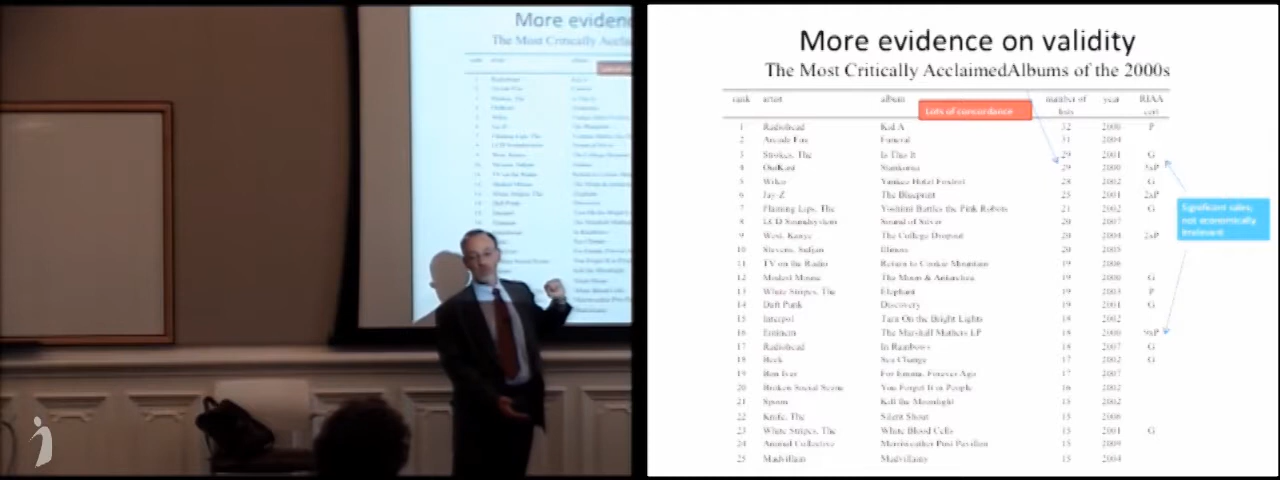 More eviden
The Most Critically Accla
More evidence on validity
The Most Critically AcclaimedAlbums of the 2000s
rank artist album number of lists year RIAA cert
Lots of concordance
1 Radiohead Kid A 32 2000 P
2 Arcade Fire Funeral 31 2004
3 Strokes, The Is This It 29 2001 G
4 OutKast Stankonia 29 2000
5 Wilco Yankee Hotel Foxtrot 28 2002 G
6 Jay-Z The Blueprint 25 2001 2xP
7 Flaming Lips, The Yoshimi Battles the Pink Robots 21 2002 G
8 LCD Soundsystem Sound of Silver 20 2007
9 West, Kanye The College Dropout 20 2004 2xP
10 Stevens, Sufjan Illinois 20 2005
11 TV on the Radio Return to Cookie Mountain 19 2006
12 Modest Mouse The Moon & Antarctica 19 2000 G
13 White Stripes, The Elephant 19 2003 P
14 Daft Punk Discovery 19 2001 G
15 Interpol Turn On the Bright Lights 18 2002
16 Eminem The Marshall Mathers LP 18 2000 9xP
17 Radiohead In Rainbows 18 2007 G
18 Beck Sea Change 17 2002 G
19 Bon Iver For Emma, Forever Ago 17 2007
20 Broken Social Scene You Forget It in People 16 2002
21 Spoon Kill the Moonlight 15 2002
22 Knife, The Silent Shout 15 2006
23 White Stripes, The White Blood Cells 15 2001 G
24 Animal Collective Merriweather Post Pavilion 15 2009
25 Madvillain Madvillainy 15 2004
Significant sales,
not economically
irrelevant